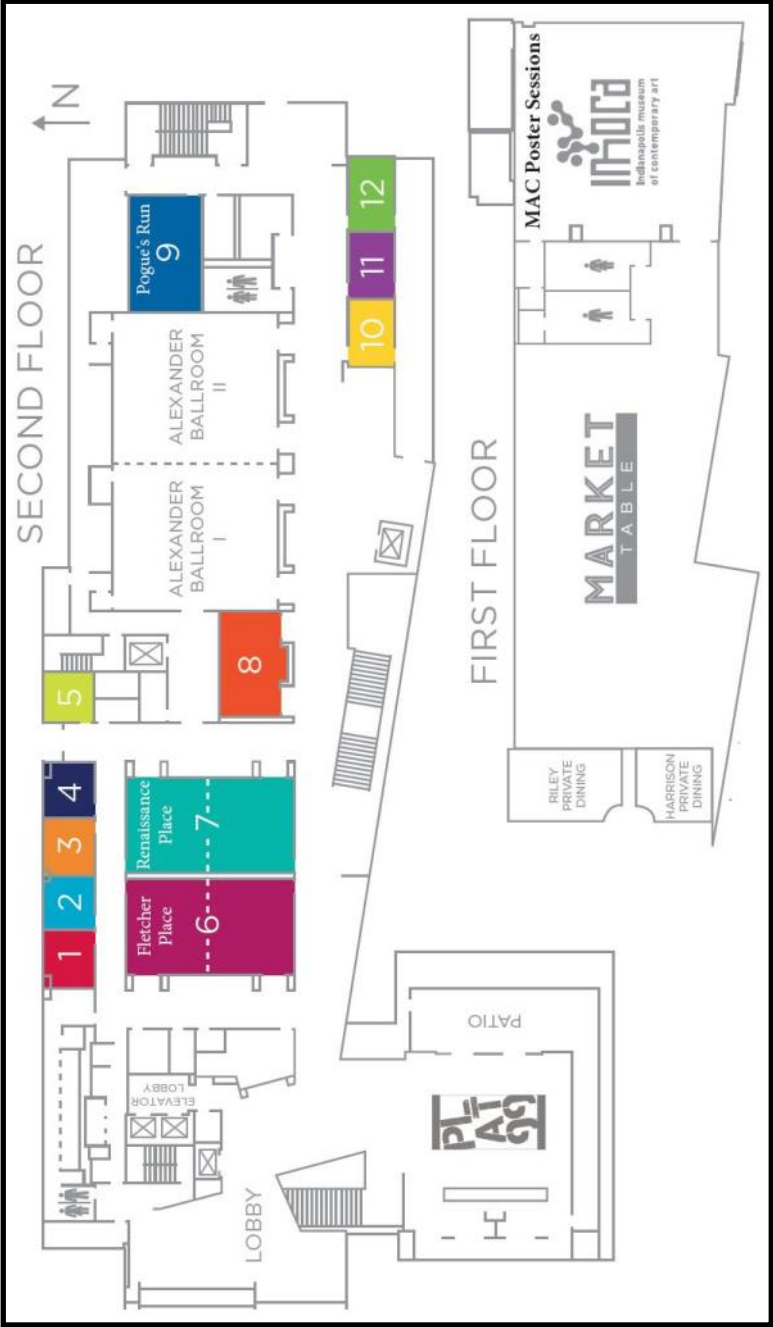 SECOND FLOOR
N
1
2
3
4
5
Fletcher
Place
6
Renaissance
Place
7
8
ALEXANDER
BALLROOM
I
ALEXANDER
BALLROOM
II
Pogue's Run
9
10
11
12
ELEVATOR
LOBBY
LOBBY
PATIO
PLAT
99
FIRST FLOOR
RILEY
PRIVATE
DINING
HARRISON
PRIVATE
DINING
MARKET
TABLE
MAC Poster Sessions
imoca
Indianapolis museum
of contemporary art